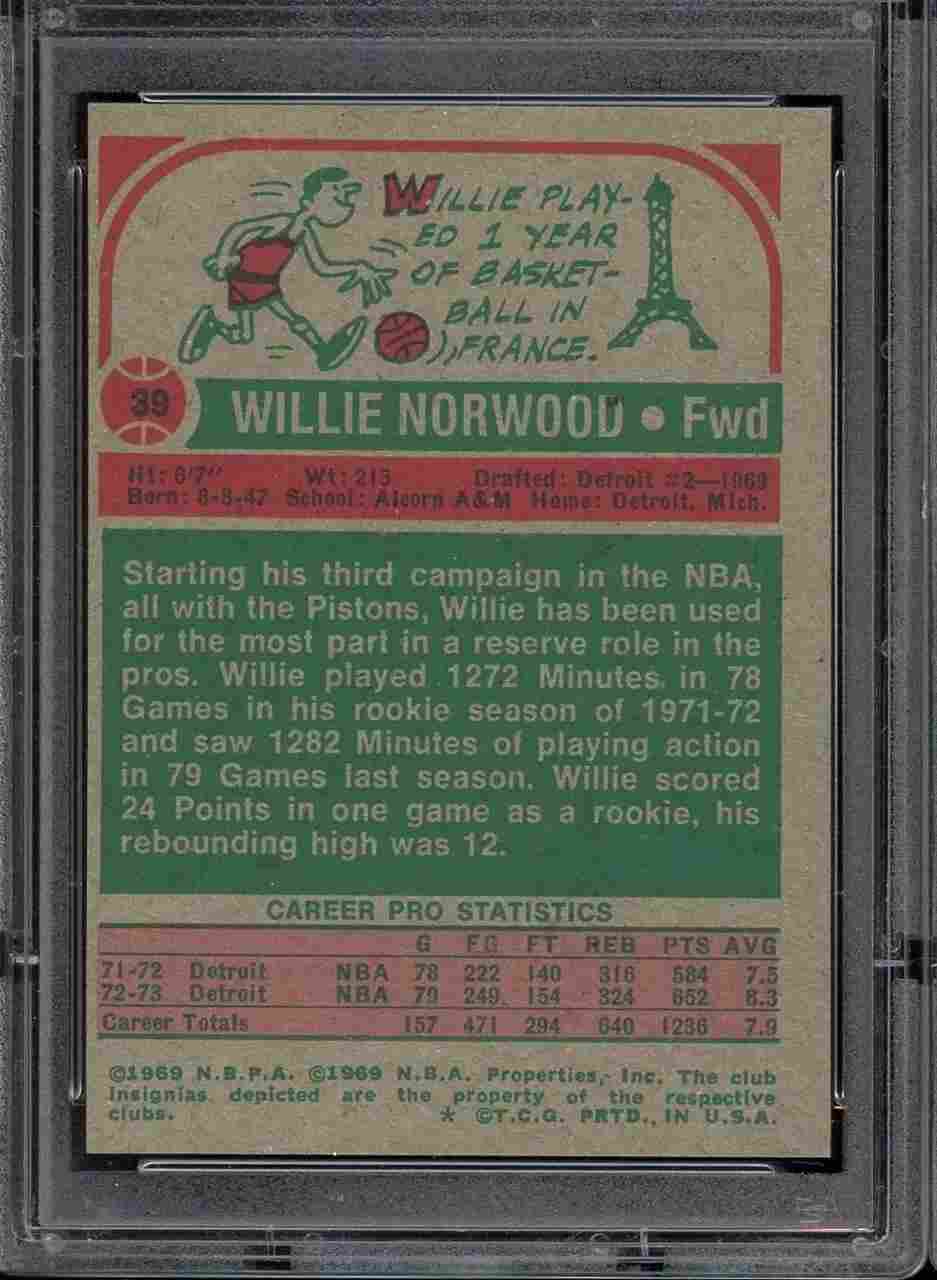 WILLIE PLAY-
ED 1 YEAR
OF BASKET-
BALL IN
FRANCE.
39
WILLIE NORWOOD • Fwd
Ht: 6'7" Wt: 213 Drafted: Detroit #2—1969
Born: 8-8-47 School: Alcorn A&M Home: Detroit, Mich.
Starting his third campaign in the NBA,
all with the Pistons, Willie has been used
for the most part in a reserve role in the
pros. Willie played 1272 Minutes in 78
Games in his rookie season of 1971-72
and saw 1282 Minutes of playing action
in 79 Games last season. Willie scored
24 Points in one game as a rookie, his
rebounding high was 12.
CAREER PRO STATISTICS
G FG FT REB PTS AVG
71-72 Detroit NBA 78 222 140 316 584 7.5
72-73 Detroit NBA 79 249 154 324 652 8.3
Career Totals 157 471 294 640 1236 7.9
©1969 N.B.P.A. ©1969 N.B.A. Properties, Inc. The club
insignias depicted are the property of the respective
clubs. * ©T.C.G. PRTD., IN U.S.A.